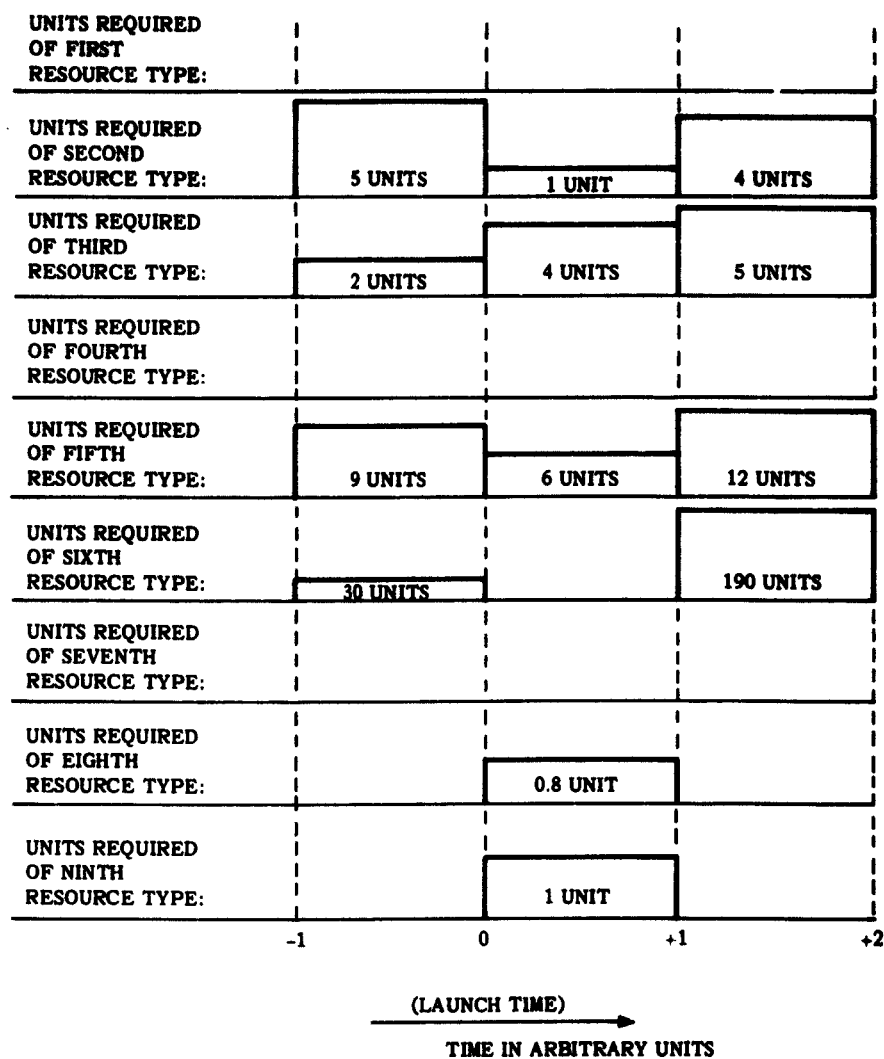 UNITS REQUIRED
OF FIRST
RESOURCE TYPE:
UNITS REQUIRED
OF SECOND
RESOURCE TYPE:
5 UNITS
1 UNIT
4 UNITS
UNITS REQUIRED
OF THIRD
RESOURCE TYPE:
2 UNITS
4 UNITS
5 UNITS
UNITS REQUIRED
OF FOURTH
RESOURCE TYPE:
UNITS REQUIRED
OF FIFTH
RESOURCE TYPE:
9 UNITS
6 UNITS
12 UNITS
UNITS REQUIRED
OF SIXTH
RESOURCE TYPE:
30 UNITS
190 UNITS
UNITS REQUIRED
OF SEVENTH
RESOURCE TYPE:
UNITS REQUIRED
OF EIGHTH
RESOURCE TYPE:
0.8 UNIT
UNITS REQUIRED
OF NINTH
RESOURCE TYPE:
1 UNIT
-1 0 +1 +2
(LAUNCH TIME)
TIME IN ARBITRARY UNITS